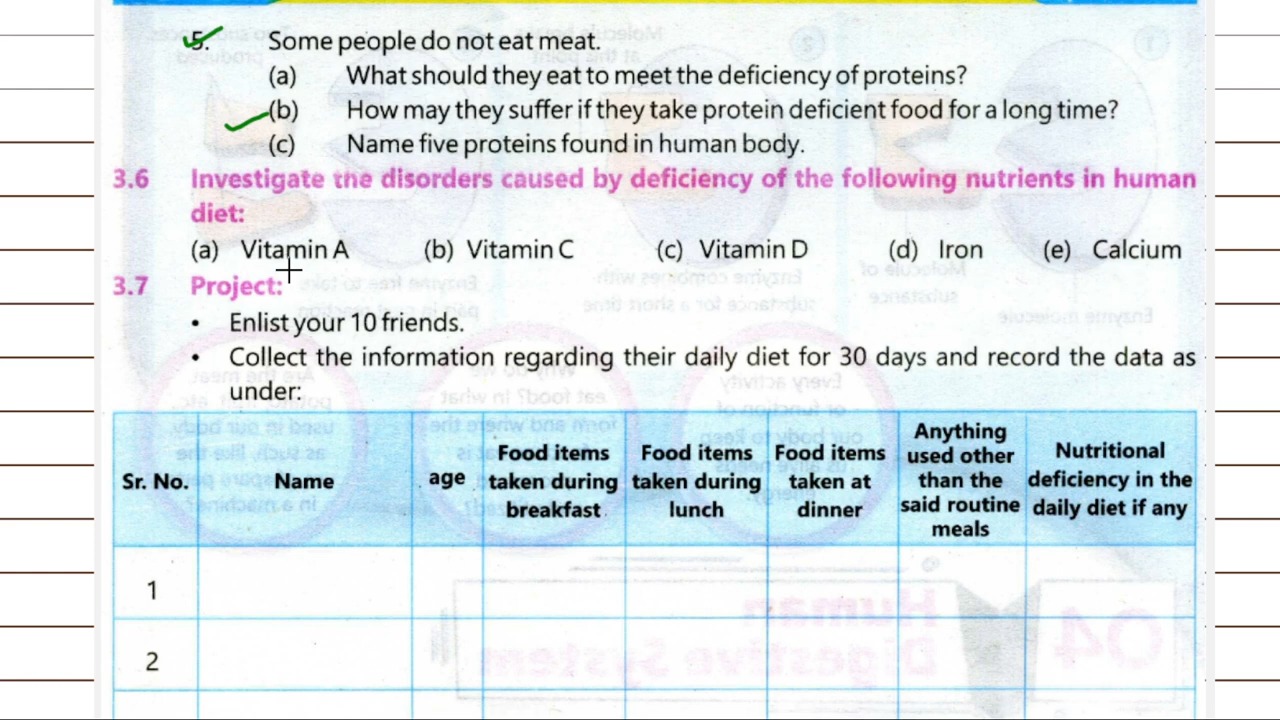 5. Some people do not eat meat.
(a) What should they eat to meet the deficiency of proteins?
(b) How may they suffer if they take protein deficient food for a long time?
(c) Name five proteins found in human body.
3.6 Investigate the disorders caused by deficiency of the following nutrients in human
diet:
(a) Vitamin A (b) Vitamin C (c) Vitamin D (d) Iron (e) Calcium
3.7 Project:
• Enlist your 10 friends.
• Collect the information regarding their daily diet for 30 days and record the data as
under:
Sr. No.
Name
age
Food items
taken during
breakfast
Food items
taken during
lunch
Food items
taken at
dinner
Anything
used other
than the
said routine
meals
Nutritional
deficiency in the
daily diet if any
1
2
Human
Digestive System
04